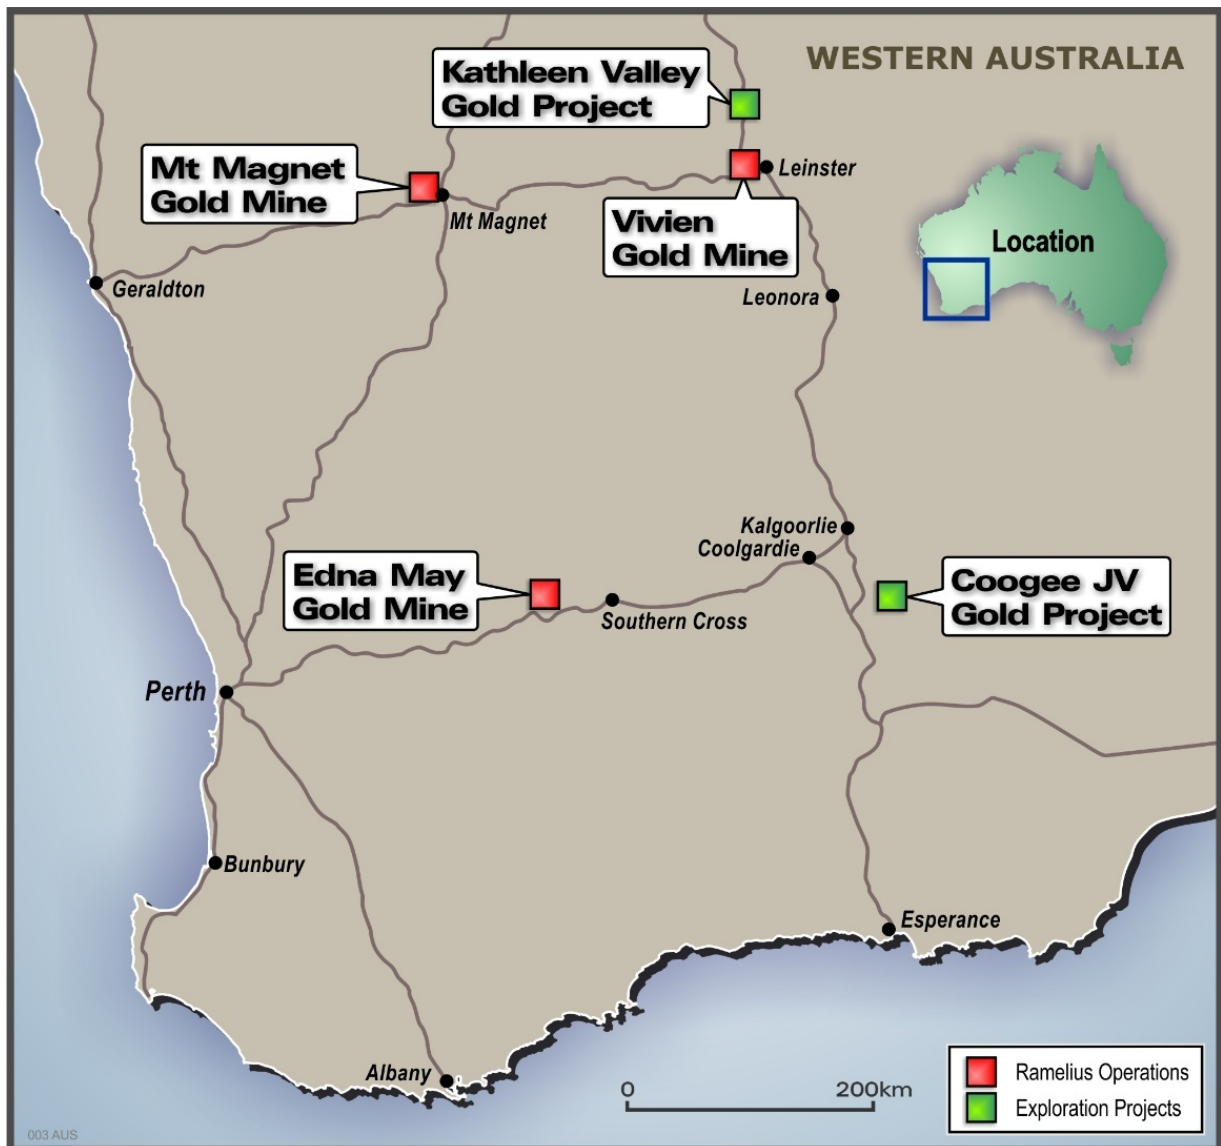 WESTERN AUSTRALIA
Kathleen Valley
Gold Project
Mt Magnet
Gold Mine
Leinster
Mt Magnet
Vivien
Gold Mine
Location
Geraldton
Leonora
Kalgoorlie
Coolgardie
Edna May
Gold Mine
Coogee JV
Gold Project
Southern Cross
Perth
Bunbury
Esperance
Albany
0 200km
Ramelius Operations
Exploration Projects
003 AUS